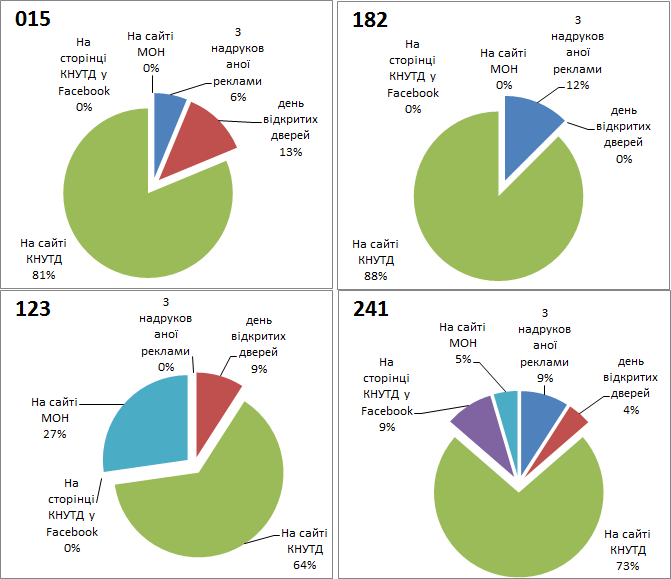 015
На
сторінці
КНУТД у
Facebook
0%
На сайті
МОН
0%
З
надруков
аної
реклами
6%
день
відкритих
дверей
13%
На сайті
КНУТД
81%
182
На
сторінці
КНУТД у
Facebook
0%
На сайті
МОН
0%
З
надруков
аної
реклами
12%
день
відкритих
дверей
0%
На сайті
КНУТД
88%
123
З
надруков
аної
реклами
0%
день
відкритих
дверей
9%
На сайті
МОН
27%
На
сторінці
КНУТД у
Facebook
0%
На сайті
КНУТД
64%
241
На
сторінці
КНУТД у
Facebook
9%
На сайті
МОН
5%
З
надруков
аної
реклами
9%
день
відкритих
дверей
4%
На сайті
КНУТД
73%